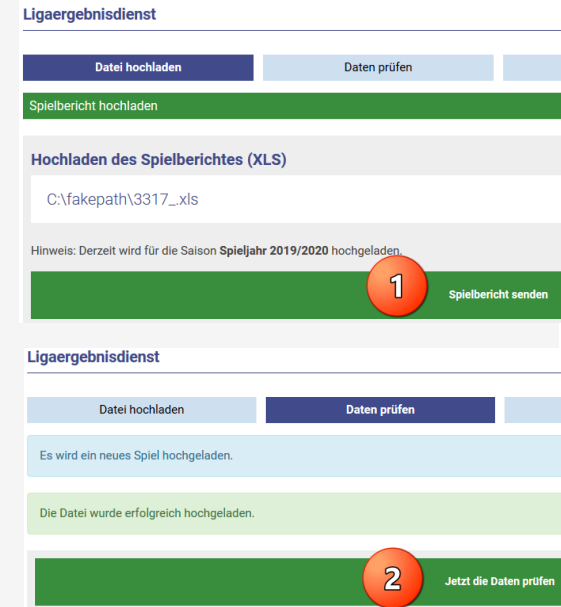 Ligaergebnisdienst
Datei hochladen Daten prüfen
Spielbericht hochladen
Hochladen des Spielberichtes (XLS)
C:\fakepath\3317_.xls
Hinweis: Derzeit wird für die Saison Spieljahr 2019/2020 hochgeladen.
1 Spielbericht senden
Ligaergebnisdienst
Datei hochladen Daten prüfen
Es wird ein neues Spiel hochgeladen.
Die Datei wurde erfolgreich hochgeladen.
2 Jetzt die Daten prüfen